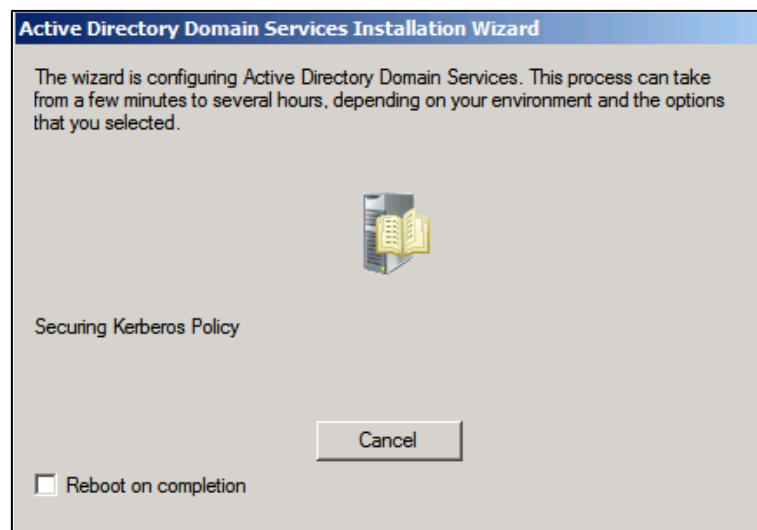 Active Directory Domain Services Installation Wizard
The wizard is configuring Active Directory Domain Services. This process can take
from a few minutes to several hours, depending on your environment and the options
that you selected.
Securing Kerberos Policy
Cancel
Reboot on completion